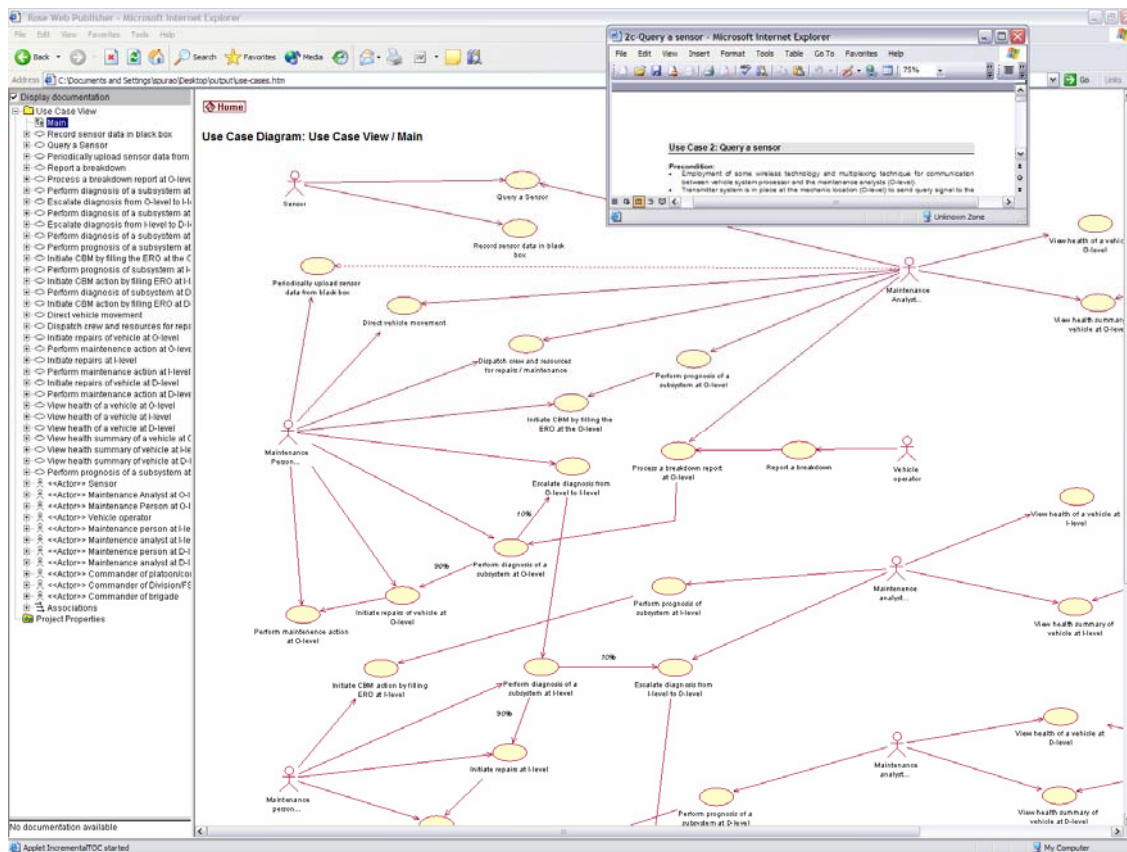 Rose Web Publisher - Microsoft Internet Explorer
File Edit View Favorites Tools Help
Back
Search Favorites Media
Address C:\Documents and Settings\spurao\Desktop\output\use-cases.htm
Go Links
Display documentation
Use Case View
Main
Record sensor data in black box
Query a Sensor
Periodically upload sensor data from
Report a breakdown
Process a breakdown report at O-leve
Perform diagnosis of a subsystem at
Escalate diagnosis from O-level to I-le
Perform diagnosis of a subsystem at
Escalate diagnosis from I-level to D-l
Perform diagnosis of a subsystem at
Perform prognosis of a subsystem at
Initiate CBM by filling the ERO at the O
Perform prognosis of subsystem at I-
Initiate CBM action by filling ERO at I-l
Perform diagnosis of subsystem at D
Initiate CBM action by filling ERO at D-
Direct vehicle movement
Dispatch crew and resources for repa
Initiate repairs of vehicle at O-level
Perform maintenance action at O-leve
Initiate repairs at I-level
Perform maintenance action at I-level
Initiate repairs of vehicle at D-level
Perform maintenance action at D-leve
View health of a vehicle at O-level
View health of a vehicle at I-level
View health of a vehicle at D-level
View health summary of a vehicle at O
View health summary of vehicle at I-le
View health summary of vehicle at D-l
Perform prognosis of a subsystem at
<<Actor>> Sensor
<<Actor>> Maintenance Analyst at O-l
<<Actor>> Maintenance Person at O-l
<<Actor>> Vehicle operator
<<Actor>> Maintenance person at I-le
<<Actor>> Maintenance analyst at I-le
<<Actor>> Maintenance person at D-l
<<Actor>> Maintenance analyst at D-l
<<Actor>> Commander of platoon/co
<<Actor>> Commander of Division/FS
<<Actor>> Commander of brigade
Associations
Project Properties
No documentation available
Applet IncrementalTOC started
My Computer
Home
Use Case Diagram: Use Case View / Main
2c-Query a sensor - Microsoft Internet Explorer
File Edit View Insert Format Tools Table Go To Favorites Help
75%
Use Case 2: Query a sensor
Precondition:
• Employment of some wireless technology and multiplexing technique for communication
between vehicle system processor and the maintenance analysts (O-level).
• Transmitter system is in place at the mechanic location (O-level) to send query signal to the
Unknown Zone
Sensor
Query a Sensor
Record sensor data in black
box
View health of a vehicle at
O-level
Periodically upload sensor
data from black box
Maintenance
Analyst...
Direct vehicle movement
View health summary of a
vehicle at O-level
Dispatch crew and resources
for repairs / maintenance
Perform prognosis of a
subsystem at O-level
Initiate CBM by filling the
ERO at the O-level
Maintenance
Person...
Escalate diagnosis from
O-level to I-level
Process a breakdown report
at O-level
Report a breakdown
Vehicle
operator
10%
View health of a vehicle at
I-level
Perform diagnosis of a
subsystem at O-level
90%
Maintenance
analyst...
Initiate repairs of vehicle at
O-level
Perform prognosis of
subsystem at I-level
Perform maintenence action
at O-level
View health summary of
vehicle at I-level
10%
Initiate CBM action by filling
ERO at I-level
Perform diagnosis of a
subsystem at I-level
Escalate diagnosis from
I-level to D-level
90%
View health of a vehicle at
D-level
Initiate repairs at I-level
Maintenance
analyst...
Maintenance
person...
Perform prognosis of a
subsystem at D-level
View health summary of
vehicle at D-level